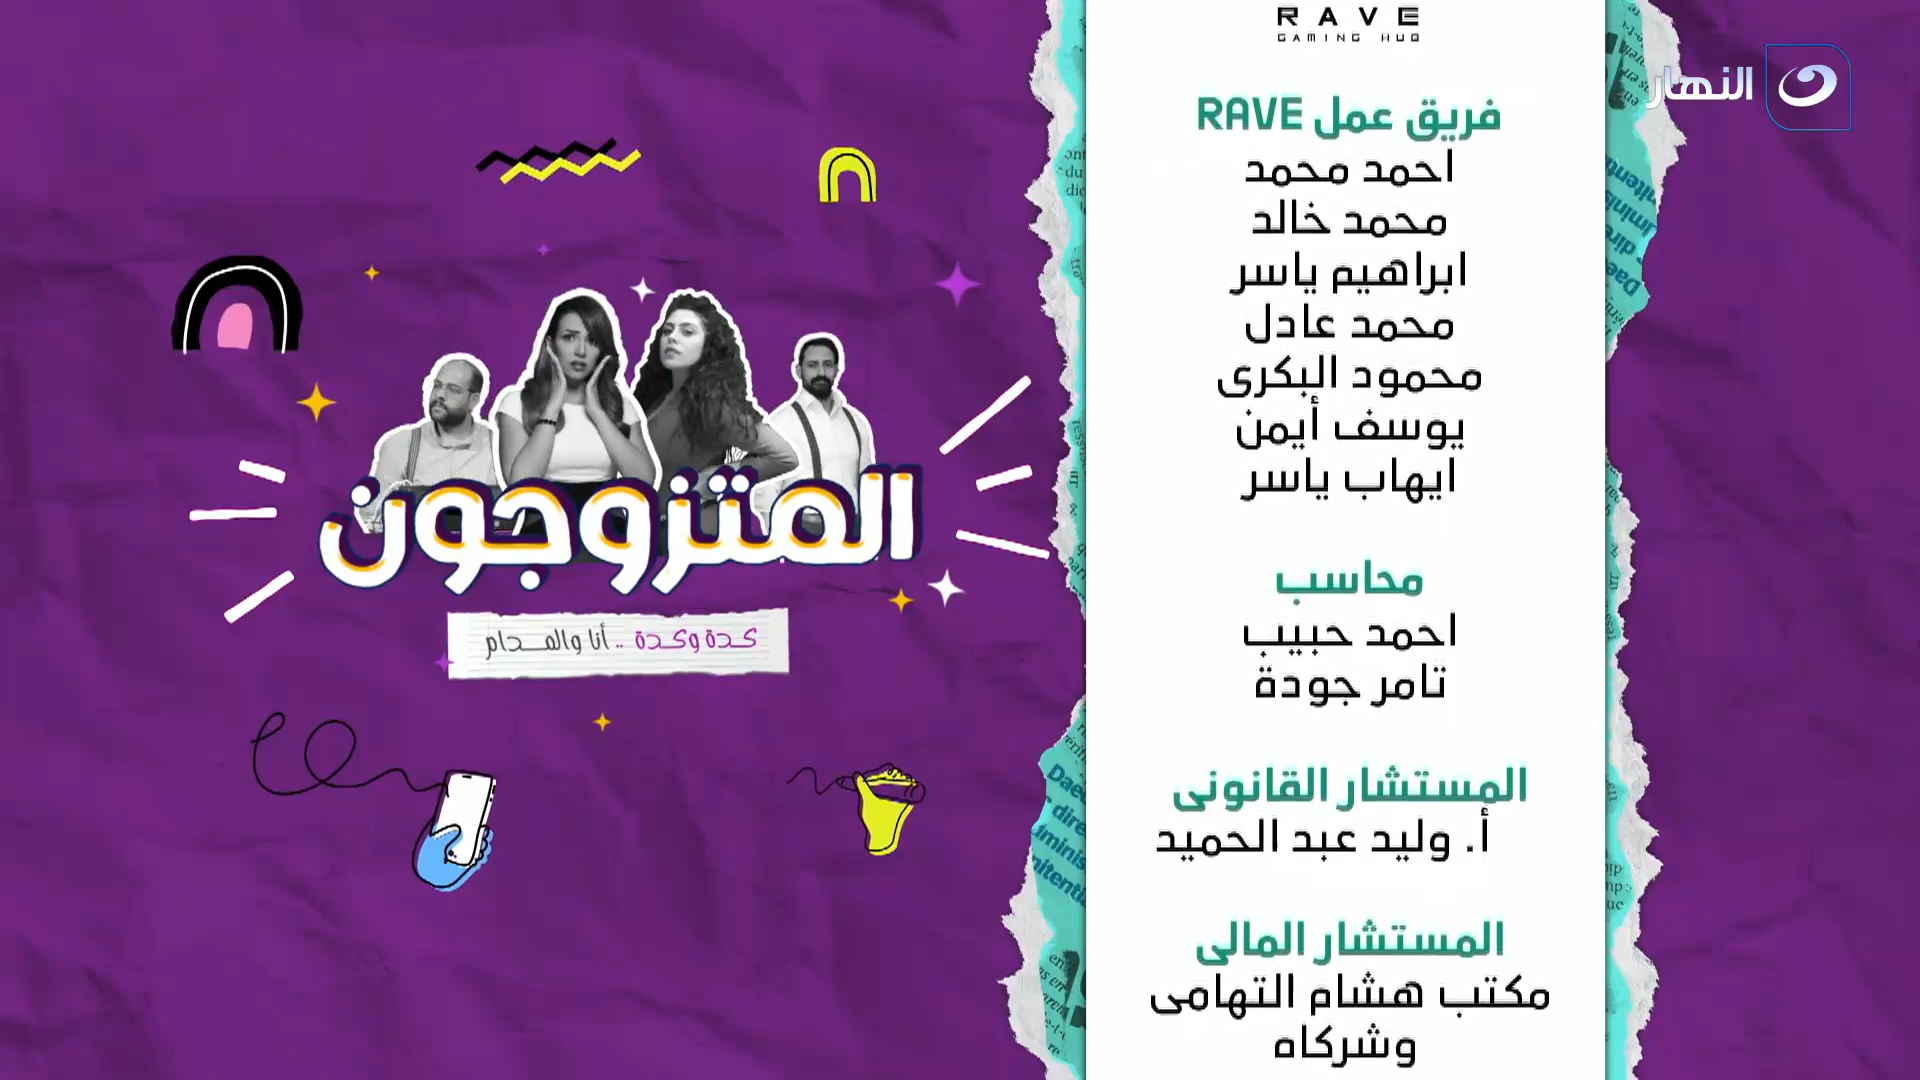 RAVE
GAMING HUB
فريق عمل RAVE
احمد محمد
محمد خالد
ابراهيم ياسر
محمد عادل
محمود البكرى
يوسف أيمن
ايهاب ياسر
محاسب
احمد حبيب
تامر جودة
المستشار القانونى
أ. وليد عبد الحميد
المستشار المالى
مكتب هشام التهامى
وشركاه
النهار
المتزوجون
كدة وكدة .. أنا والمدام